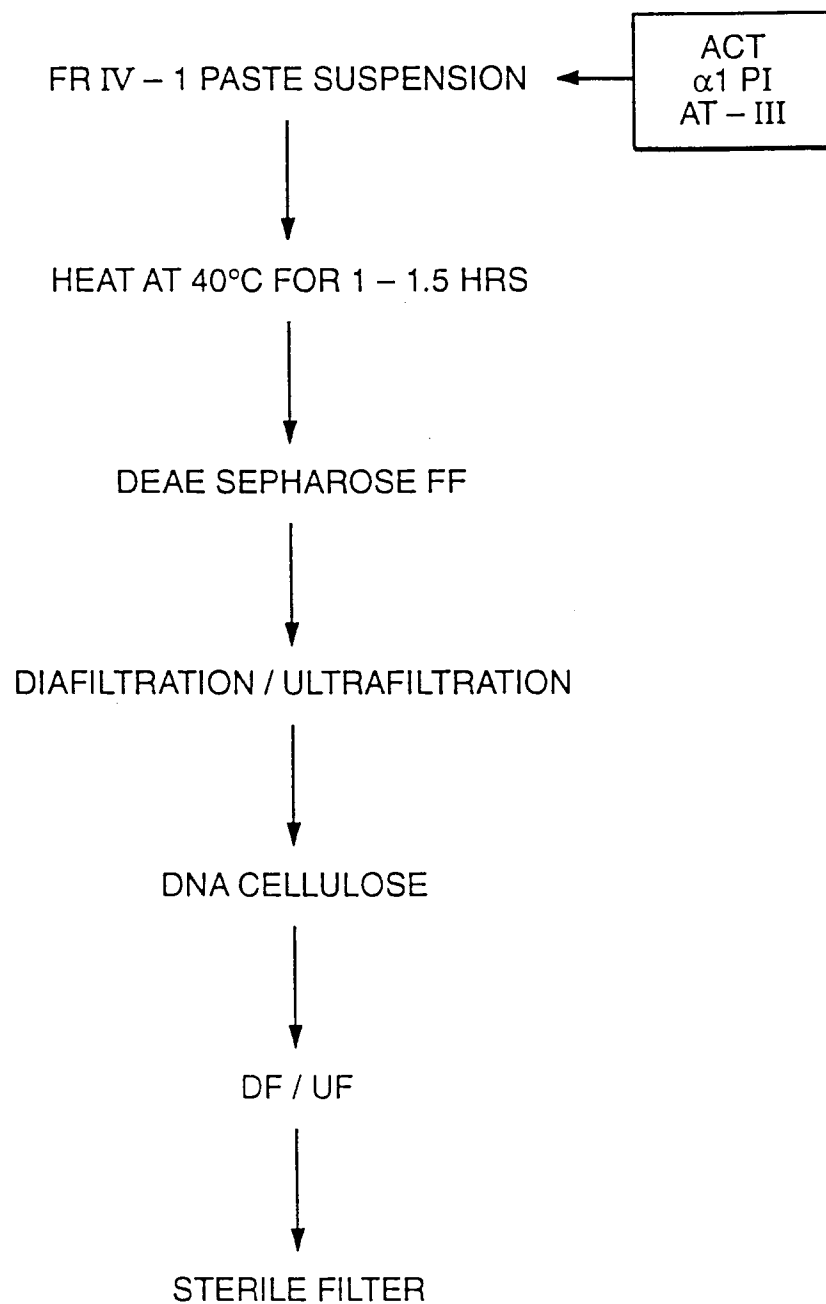 FR IV – 1 PASTE SUSPENSION
ACT
α1 PI
AT – III
HEAT AT 40°C FOR 1 – 1.5 HRS
DEAE SEPHAROSE FF
DIAFILTRATION / ULTRAFILTRATION
DNA CELLULOSE
DF / UF
STERILE FILTER